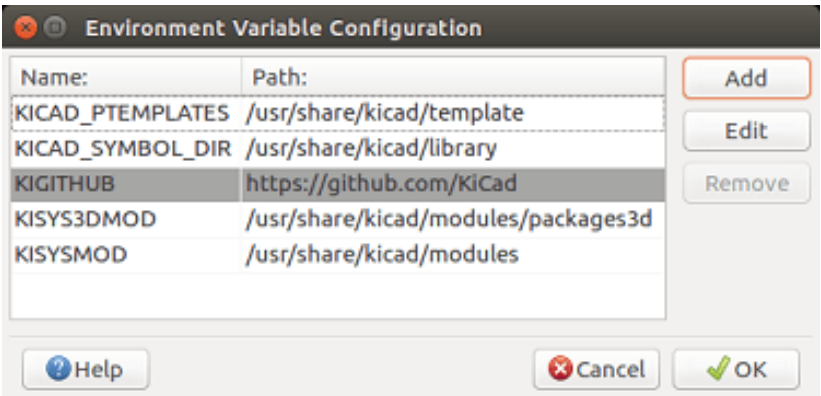 Environment Variable Configuration
Name: Path:
KICAD_PTEMPLATES /usr/share/kicad/template
KICAD_SYMBOL_DIR /usr/share/kicad/library
KIGITHUB https://github.com/KiCad
KISYS3DMOD /usr/share/kicad/modules/packages3d
KISYSMOD /usr/share/kicad/modules
Add
Edit
Remove
Help Cancel OK